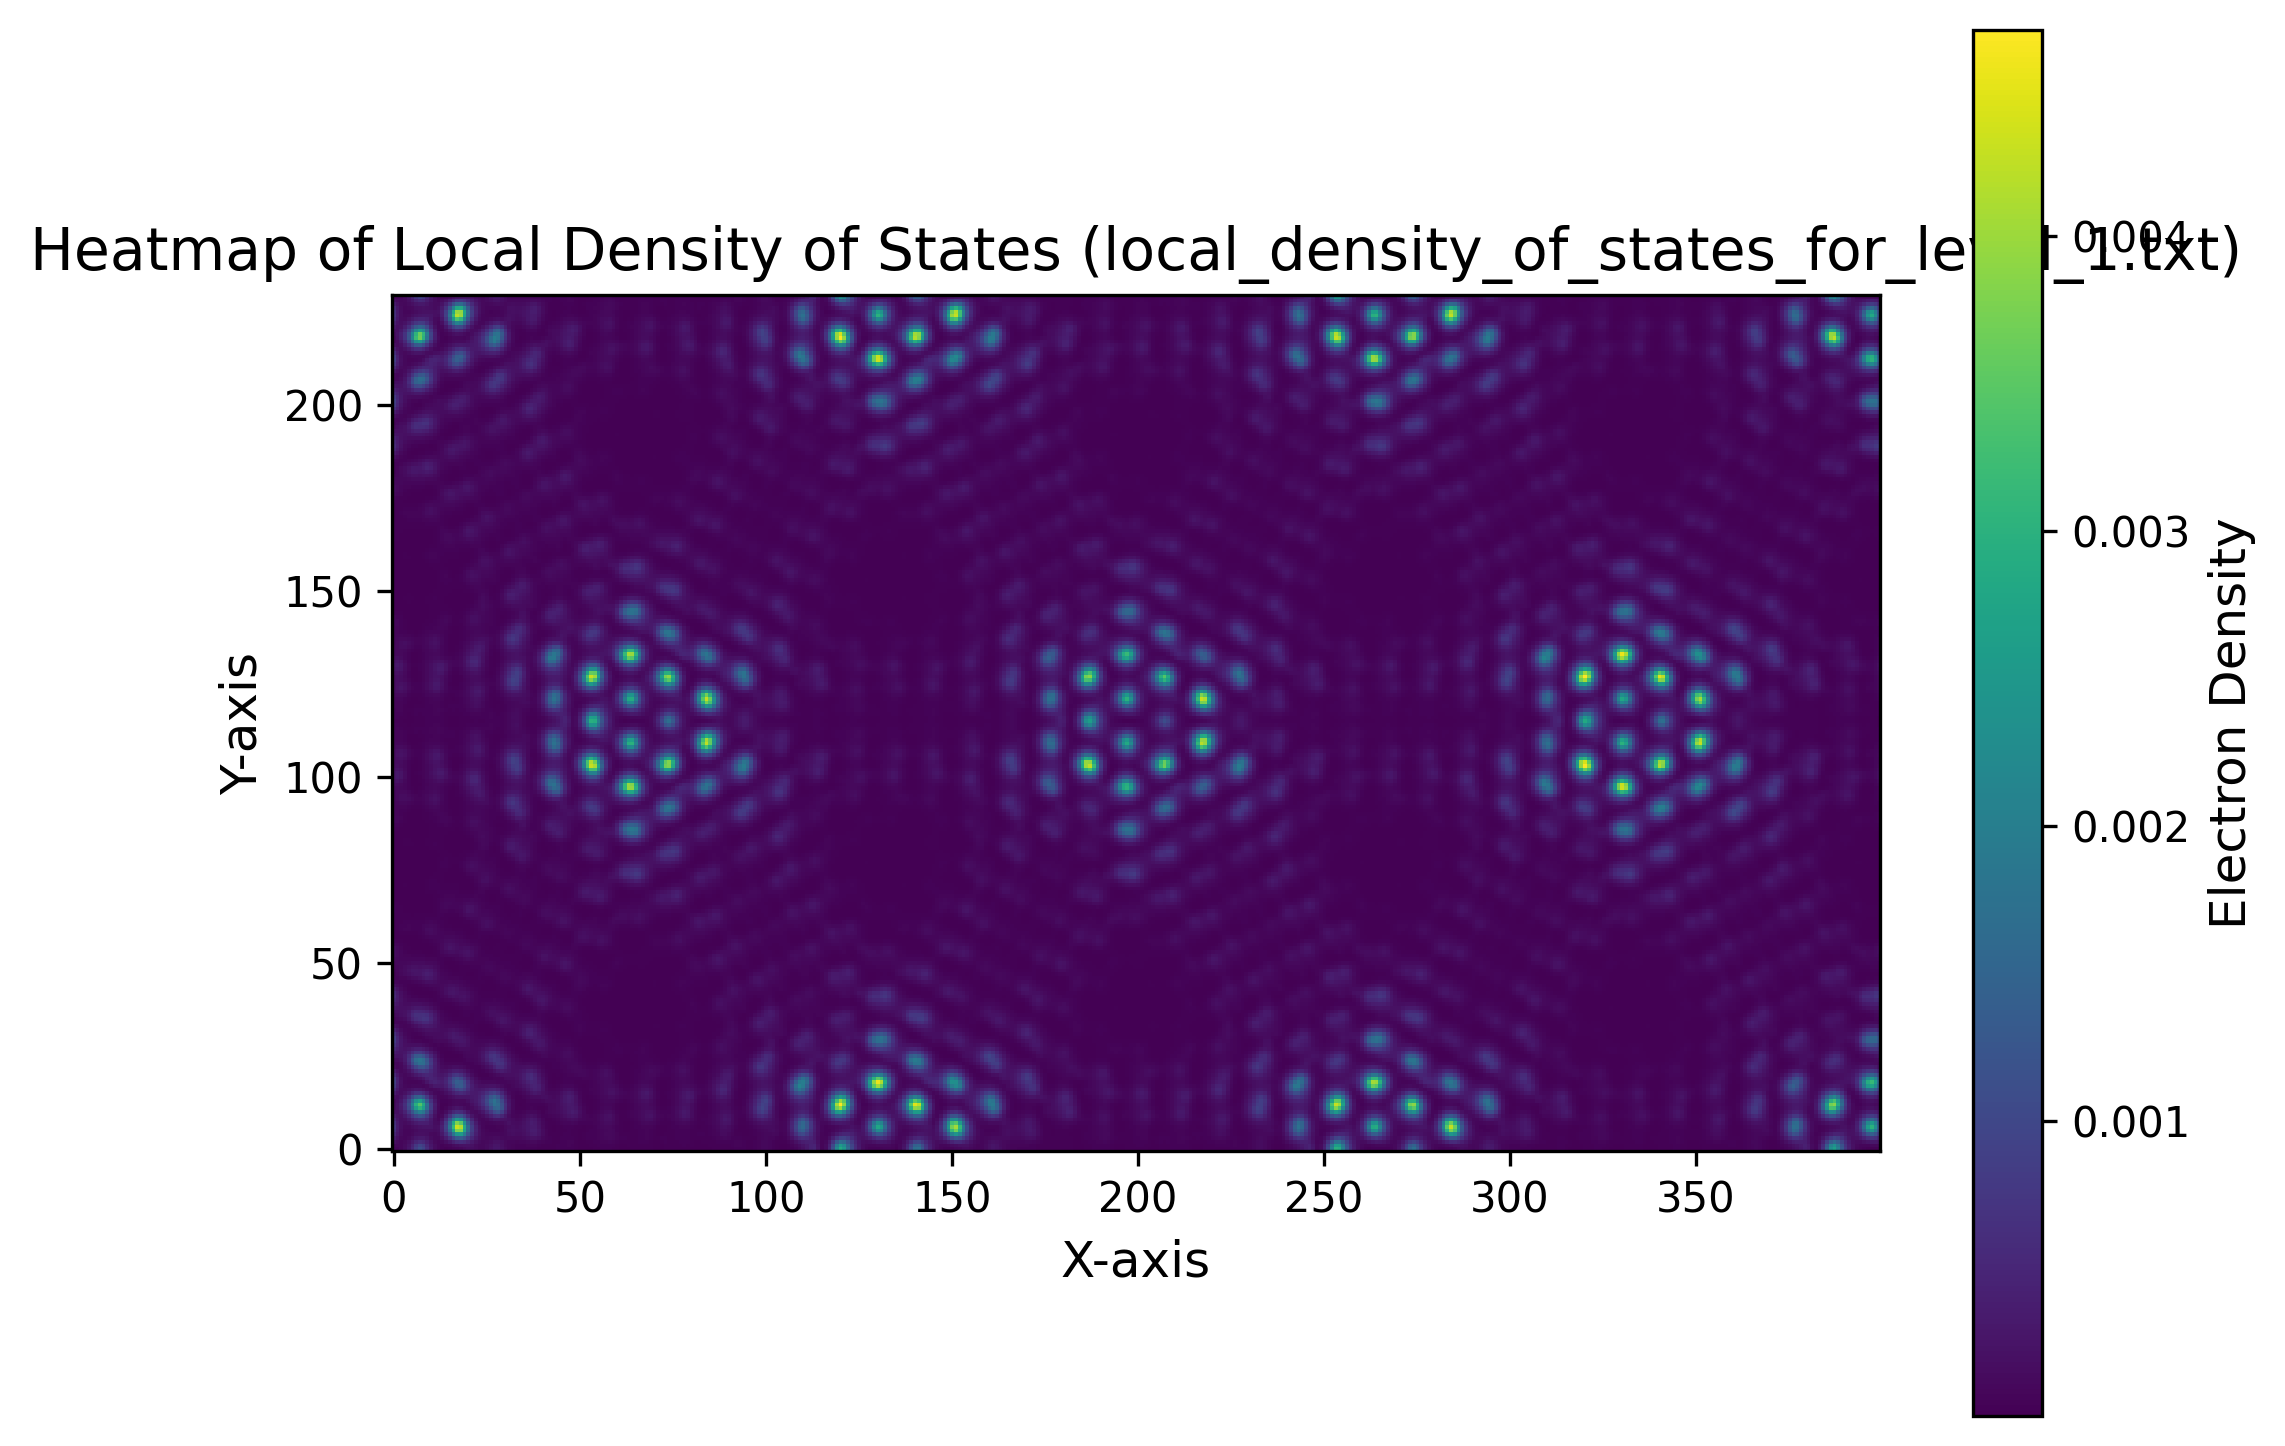 Heatmap of Local Density of States (local_density_of_states_for_level_1.txt)
0.004
0.003
0.002
0.001
Electron Density
200
150
100
50
0
Y-axis
0 50 100 150 200 250 300 350
X-axis